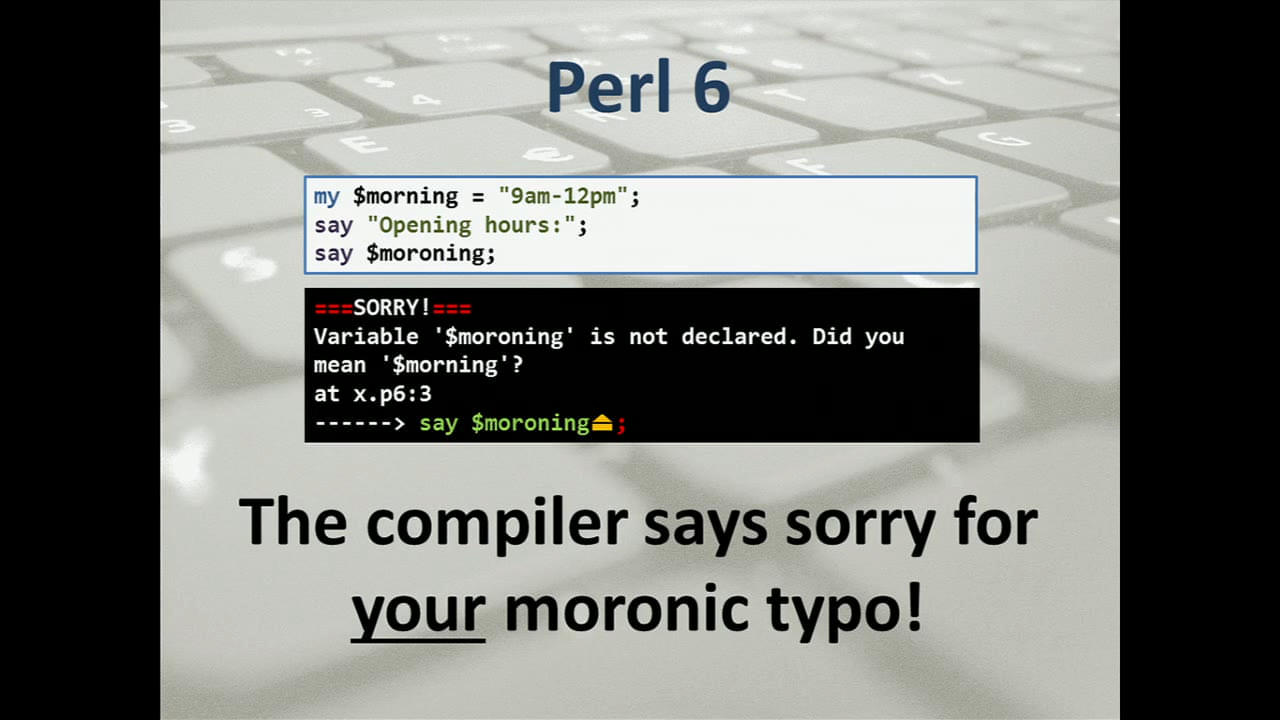 Perl 6
my $morning = "9am-12pm";
say "Opening hours:";
say $moroning;
===SORRY!===
Variable '$moroning' is not declared. Did you
mean '$morning'?
at x.p6:3
------> say $moroning⏏;
The compiler says sorry for
your moronic typo!